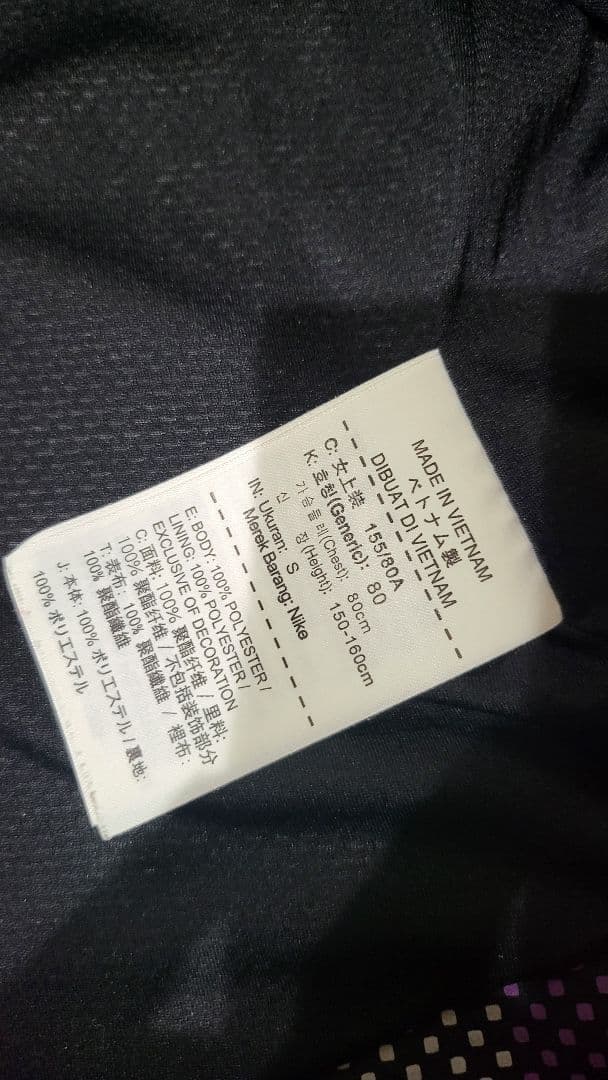 MADE IN VIETNAM
ベトナム製
DIBUAT DI VIETNAM
C: 女上装 155/80A
K: 호칭(Generic): 80
가슴둘레(Chest): 80cm
신 장(Height): 150-160cm
IN: Ukuran: S
Merek Barang: Nike
E: BODY: 100% POLYESTER /
LINING: 100% POLYESTER /
EXCLUSIVE OF DECORATION
C: 面料: 100% 聚酯纤维 / 里料:
100% 聚酯纤维 / 不包括装饰部分
T: 表布: 100% 聚酯纖維 / 裡布:
100% 聚酯纖維
J: 本体: 100% ポリエステル / 裏地:
100% ポリエステル